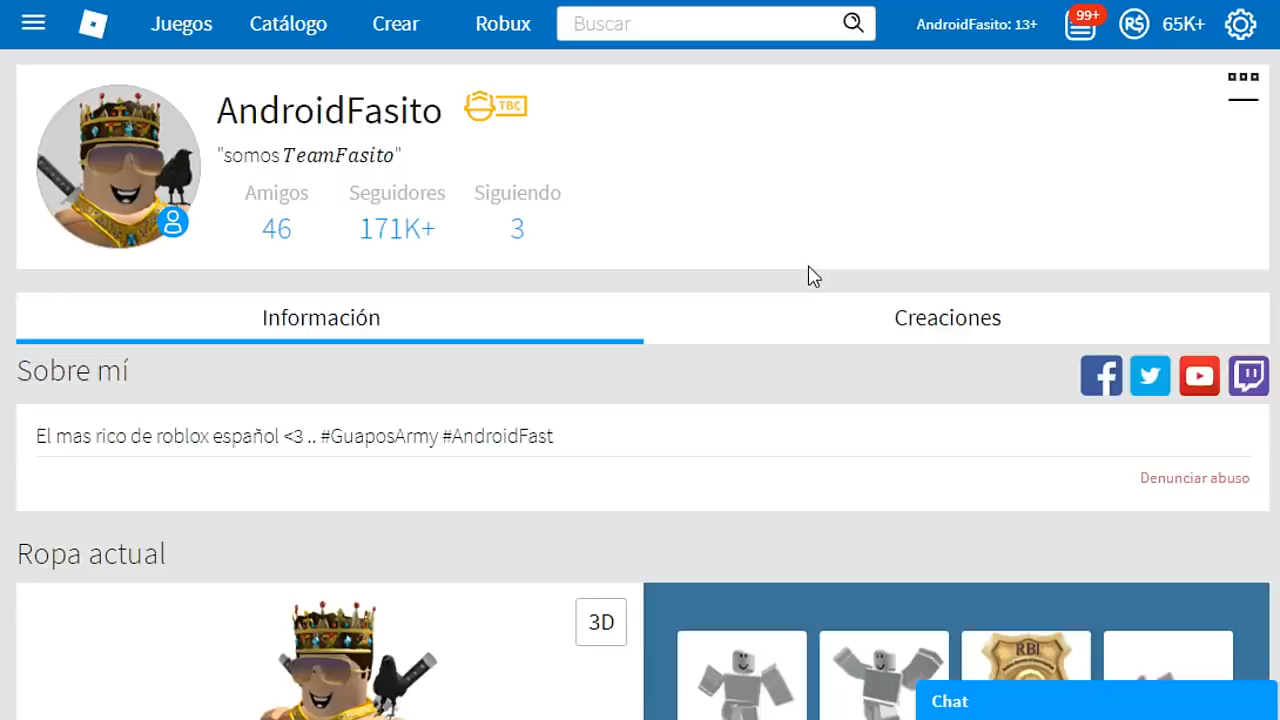 Juegos Catálogo Crear Robux Buscar AndroidFasito: 13+ 99+ R$ 65K+
AndroidFasito TBC
"somos TeamFasito"
Amigos Seguidores Siguiendo
46 171K+ 3
Información Creaciones
Sobre mí
El mas rico de roblox español <3 .. #GuaposArmy #AndroidFast
Denunciar abuso
Ropa actual
3D
RBI
Chat